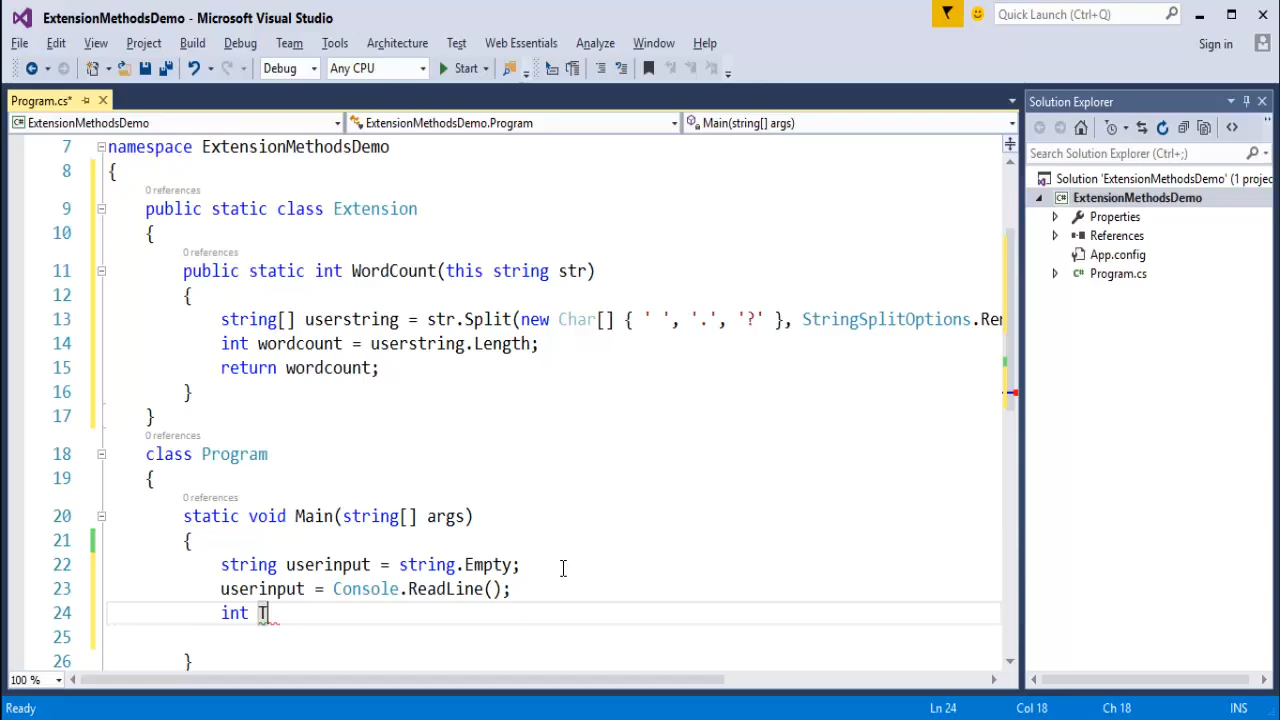 ExtensionMethodsDemo - Microsoft Visual Studio
Quick Launch (Ctrl+Q)
File Edit View Project Build Debug Team Tools Architecture Test Web Essentials Analyze Window Help
Sign in
Debug Any CPU Start
Program.cs*
ExtensionMethodsDemo ExtensionMethodsDemo.Program Main(string[] args)
7 namespace ExtensionMethodsDemo
8 {
0 references
9 public static class Extension
10 {
0 references
11 public static int WordCount(this string str)
12 {
13 string[] userstring = str.Split(new Char[] { ' ', '.', '?' }, StringSplitOptions.Rem
14 int wordcount = userstring.Length;
15 return wordcount;
16 }
17 }
0 references
18 class Program
19 {
0 references
20 static void Main(string[] args)
21 {
22 string userinput = string.Empty;
23 userinput = Console.ReadLine();
24 int T
25
26 }
100 %
Solution Explorer
Search Solution Explorer (Ctrl+;)
Solution 'ExtensionMethodsDemo' (1 projec
ExtensionMethodsDemo
Properties
References
App.config
Program.cs
Ready Ln 24 Col 18 Ch 18 INS